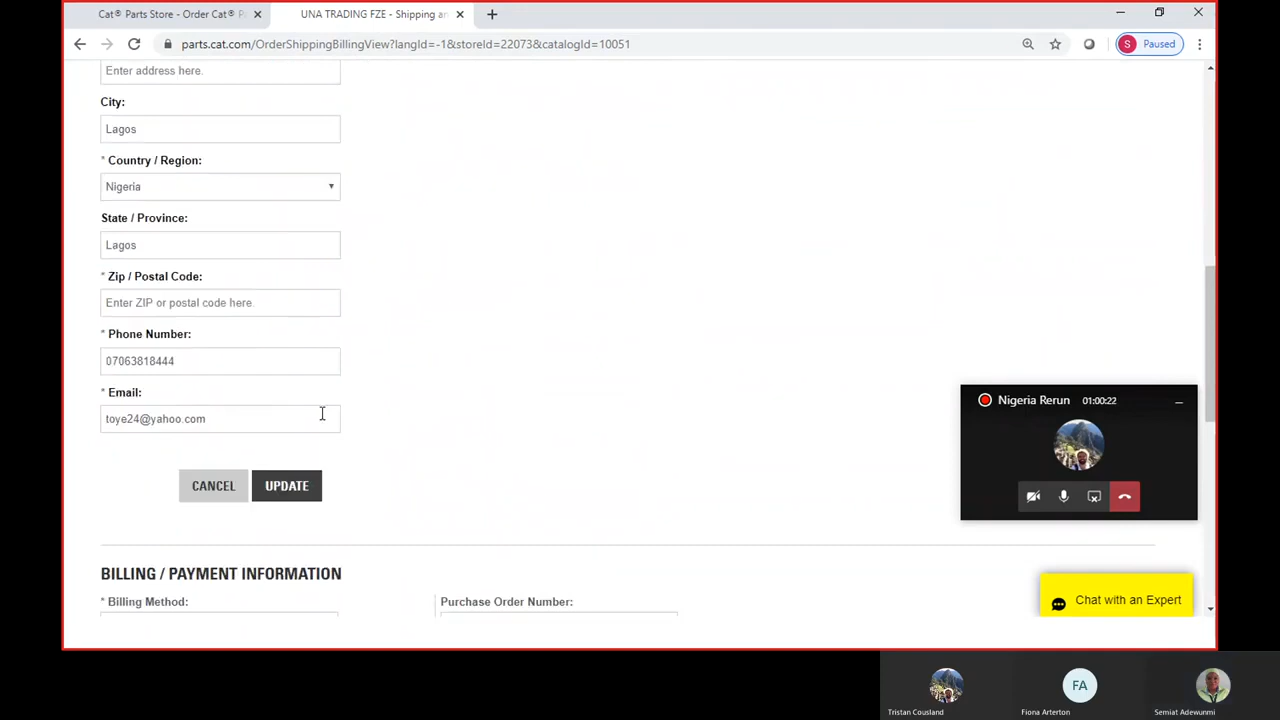 Cat® Parts Store - Order Cat® P
UNA TRADING FZE - Shipping an
parts.cat.com/OrderShippingBillingView?langId=-1&storeId=22073&catalogId=10051
S
Paused
Enter address here.
City:
Lagos
* Country / Region:
Nigeria
State / Province:
Lagos
* Zip / Postal Code:
Enter ZIP or postal code here.
* Phone Number:
07063818444
* Email:
toye24@yahoo.com
CANCEL
UPDATE
Nigeria Rerun
01:00:22
BILLING / PAYMENT INFORMATION
* Billing Method:
Purchase Order Number:
Chat with an Expert
FA
Tristan Cousland
Fiona Arterton
Semiat Adewunmi